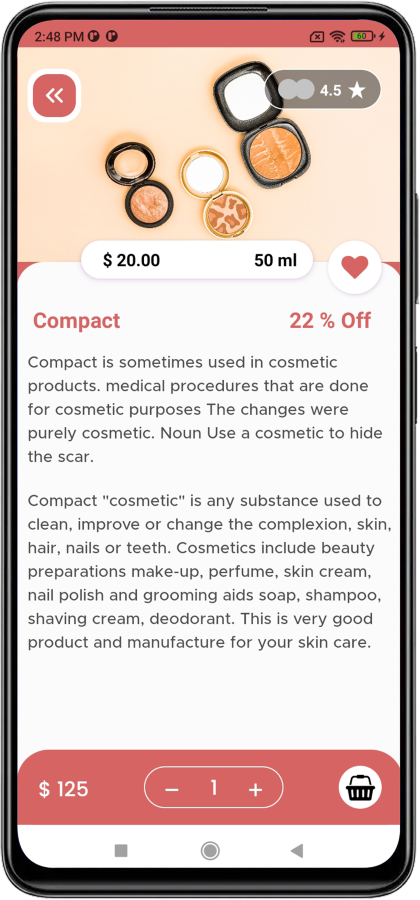 2:48 PM
60
4.5
$ 20.00 50 ml
Compact 22 % Off
Compact is sometimes used in cosmetic
products. medical procedures that are done
for cosmetic purposes The changes were
purely cosmetic. Noun Use a cosmetic to hide
the scar.
Compact "cosmetic" is any substance used to
clean, improve or change the complexion, skin,
hair, nails or teeth. Cosmetics include beauty
preparations make-up, perfume, skin cream,
nail polish and grooming aids soap, shampoo,
shaving cream, deodorant. This is very good
product and manufacture for your skin care.
$ 125 − 1 +